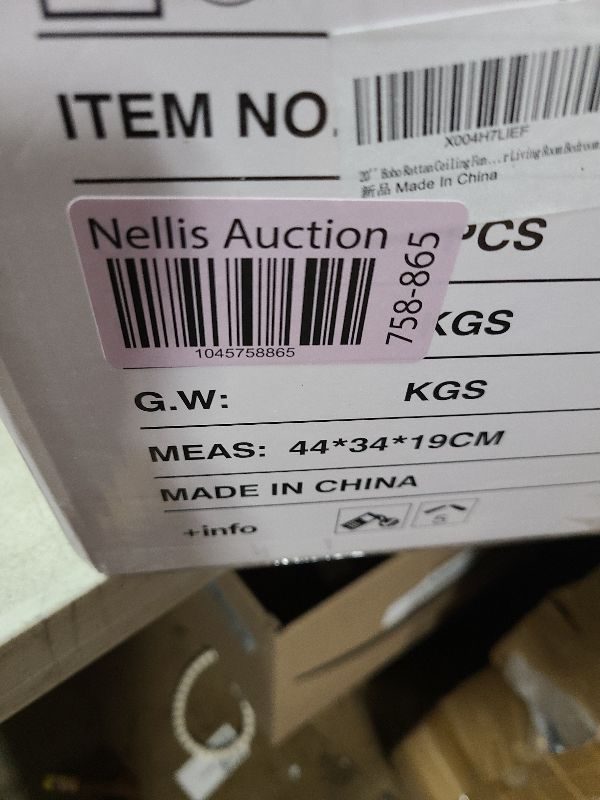 ITEM NO.
X004H7LIEF
20'' Boho Rattan Ceiling Fan...r Living Room Bedroom
新品 Made In China
Nellis Auction
758-865
1045758865
PCS
KGS
G.W: KGS
MEAS: 44*34*19CM
MADE IN CHINA
+info
5